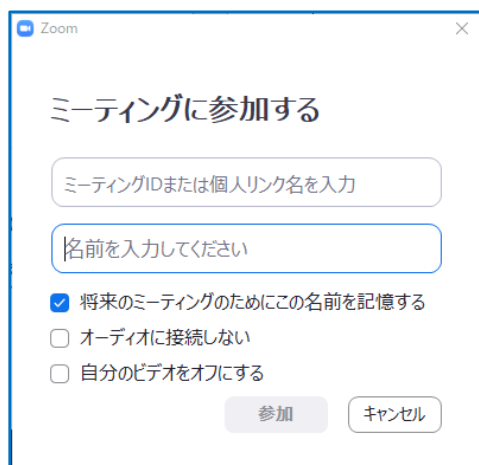 Zoom
ミーティングに参加する
ミーティングIDまたは個人リンク名を入力
名前を入力してください
将来のミーティングのためにこの名前を記憶する
オーディオに接続しない
自分のビデオをオフにする
参加 キャンセル